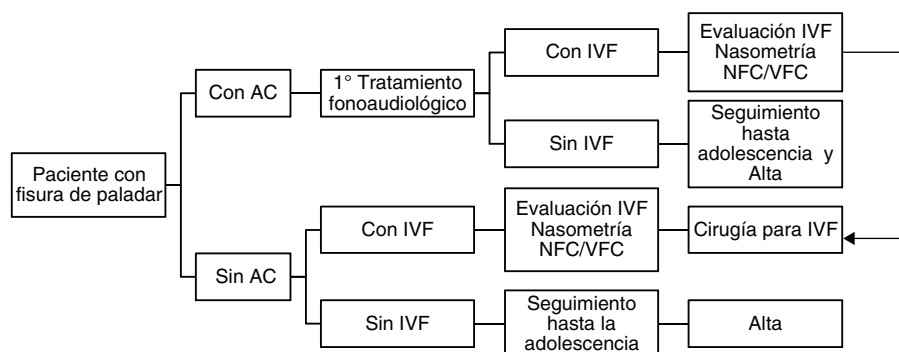 Paciente con
fisura de paladar
Con AC
1° Tratamiento
fonoaudiológico
Con IVF
Evaluación IVF
Nasometría
NFC/VFC
Sin IVF
Seguimiento
hasta
adolescencia y
Alta
Sin AC
Con IVF
Evaluación IVF
Nasometría
NFC/VFC
Cirugía para IVF
Sin IVF
Seguimiento
hasta la
adolescencia
Alta